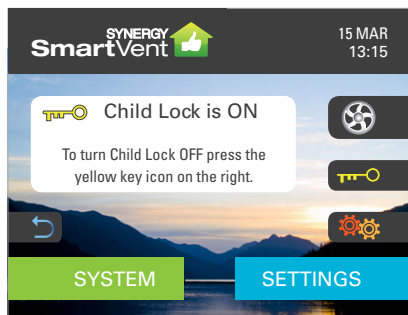 SYNERGY
SmartVent
15 MAR
13:15
Child Lock is ON
To turn Child Lock OFF press the
yellow key icon on the right.
SYSTEM
SETTINGS